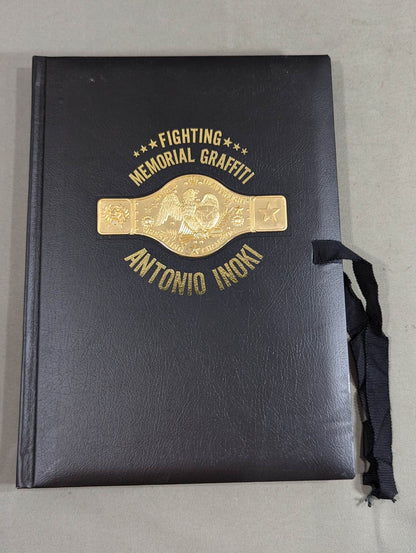 ★★★FIGHTING★★★
MEMORIAL GRAFFITI
ANTONIO INOKI